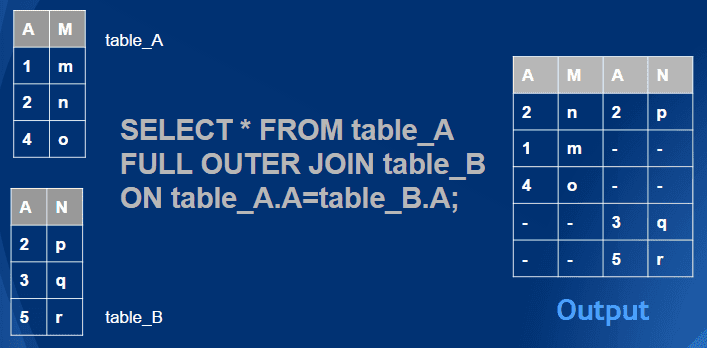 A M
1 m
2 n
4 o
table_A
A N
2 p
3 q
5 r
table_B
SELECT * FROM table_A
FULL OUTER JOIN table_B
ON table_A.A=table_B.A;
A M A N
2 n 2 p
1 m - -
4 o - -
- - 3 q
- - 5 r
Output